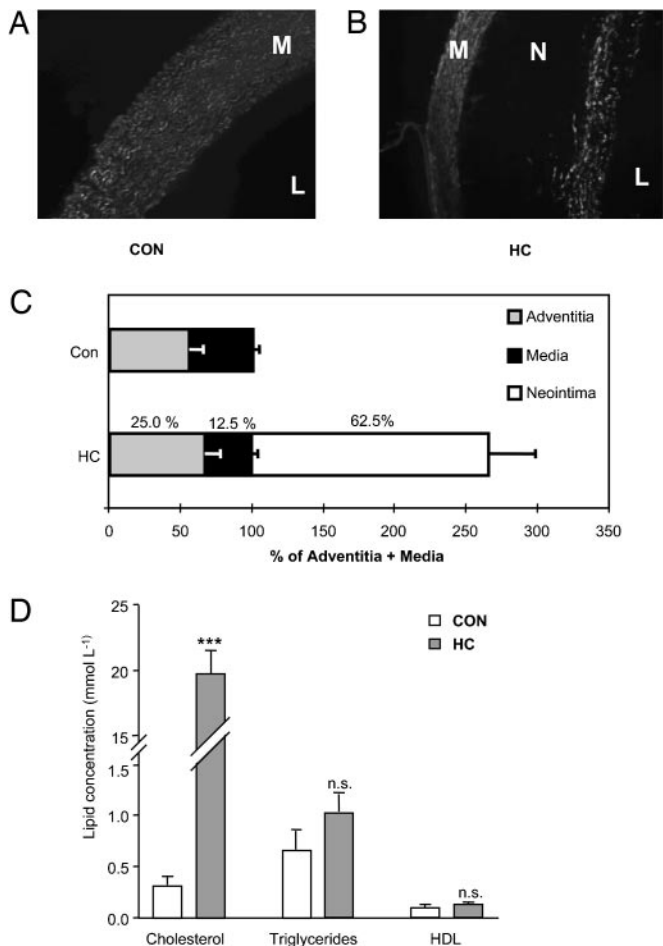 A
M
L
CON
B
M
N
L
HC
C
Adventitia
Media
Neointima
Con
25.0 % 12.5 % 62.5%
HC
0 50 100 150 200 250 300 350
% of Adventitia + Media
D
Lipid concentration (mmol L⁻¹)
25
20
15
1.5
1.0
0.5
0.0
CON
HC
***
n.s.
n.s.
Cholesterol Triglycerides HDL